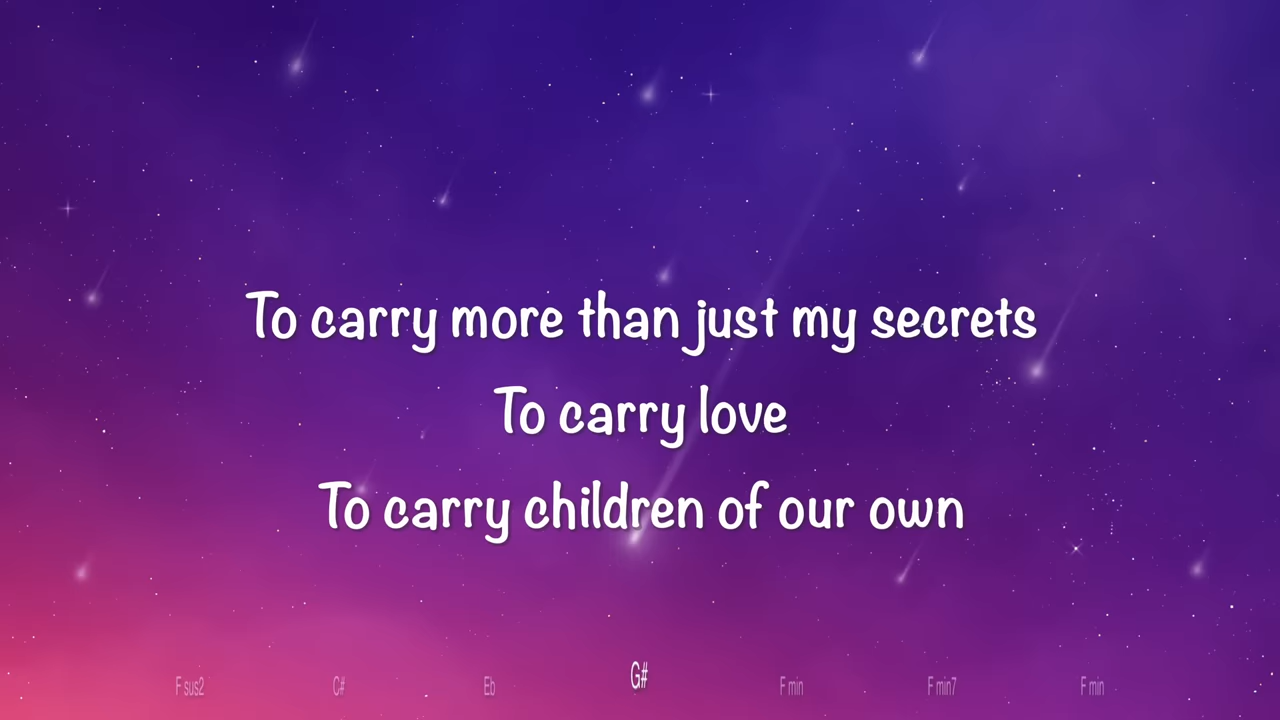 To carry more than just my secrets
To carry love
To carry children of our own
F sus2 C# Eb G# F min F min7 F min